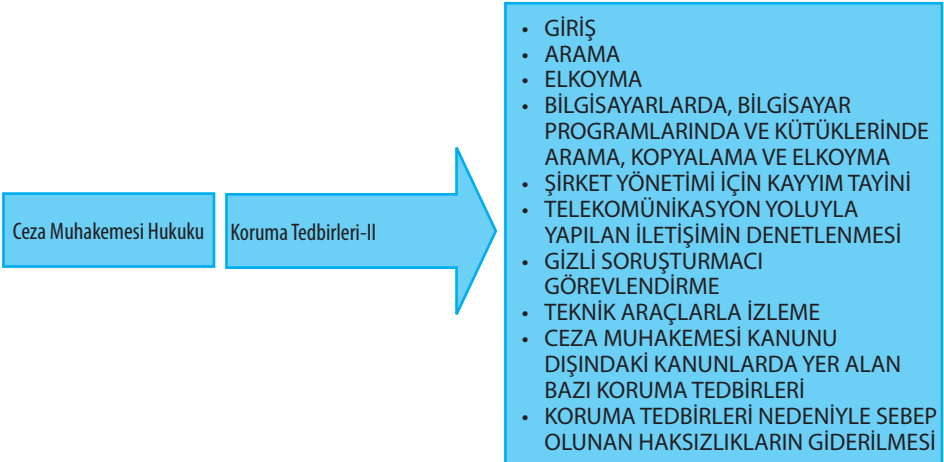 Ceza Muhakemesi Hukuku
Koruma Tedbirleri-II
• GİRİŞ
• ARAMA
• ELKOYMA
• BİLGİSAYARLARDA, BİLGİSAYAR
PROGRAMLARINDA VE KÜTÜKLERİNDE
ARAMA, KOPYALAMA VE ELKOYMA
• ŞİRKET YÖNETİMİ İÇİN KAYYIM TAYİNİ
• TELEKOMÜNİKASYON YOLUYLA
YAPILAN İLETİŞİMİN DENETLENMESİ
• GİZLİ SORUŞTURMACI
GÖREVLENDİRME
• TEKNİK ARAÇLARLA İZLEME
• CEZA MUHAKEMESİ KANUNU
DIŞINDAKİ KANUNLARDA YER ALAN
BAZI KORUMA TEDBİRLERİ
• KORUMA TEDBİRLERİ NEDENİYLE SEBEP
OLUNAN HAKSIZLIKLARIN GİDERİLMESİ